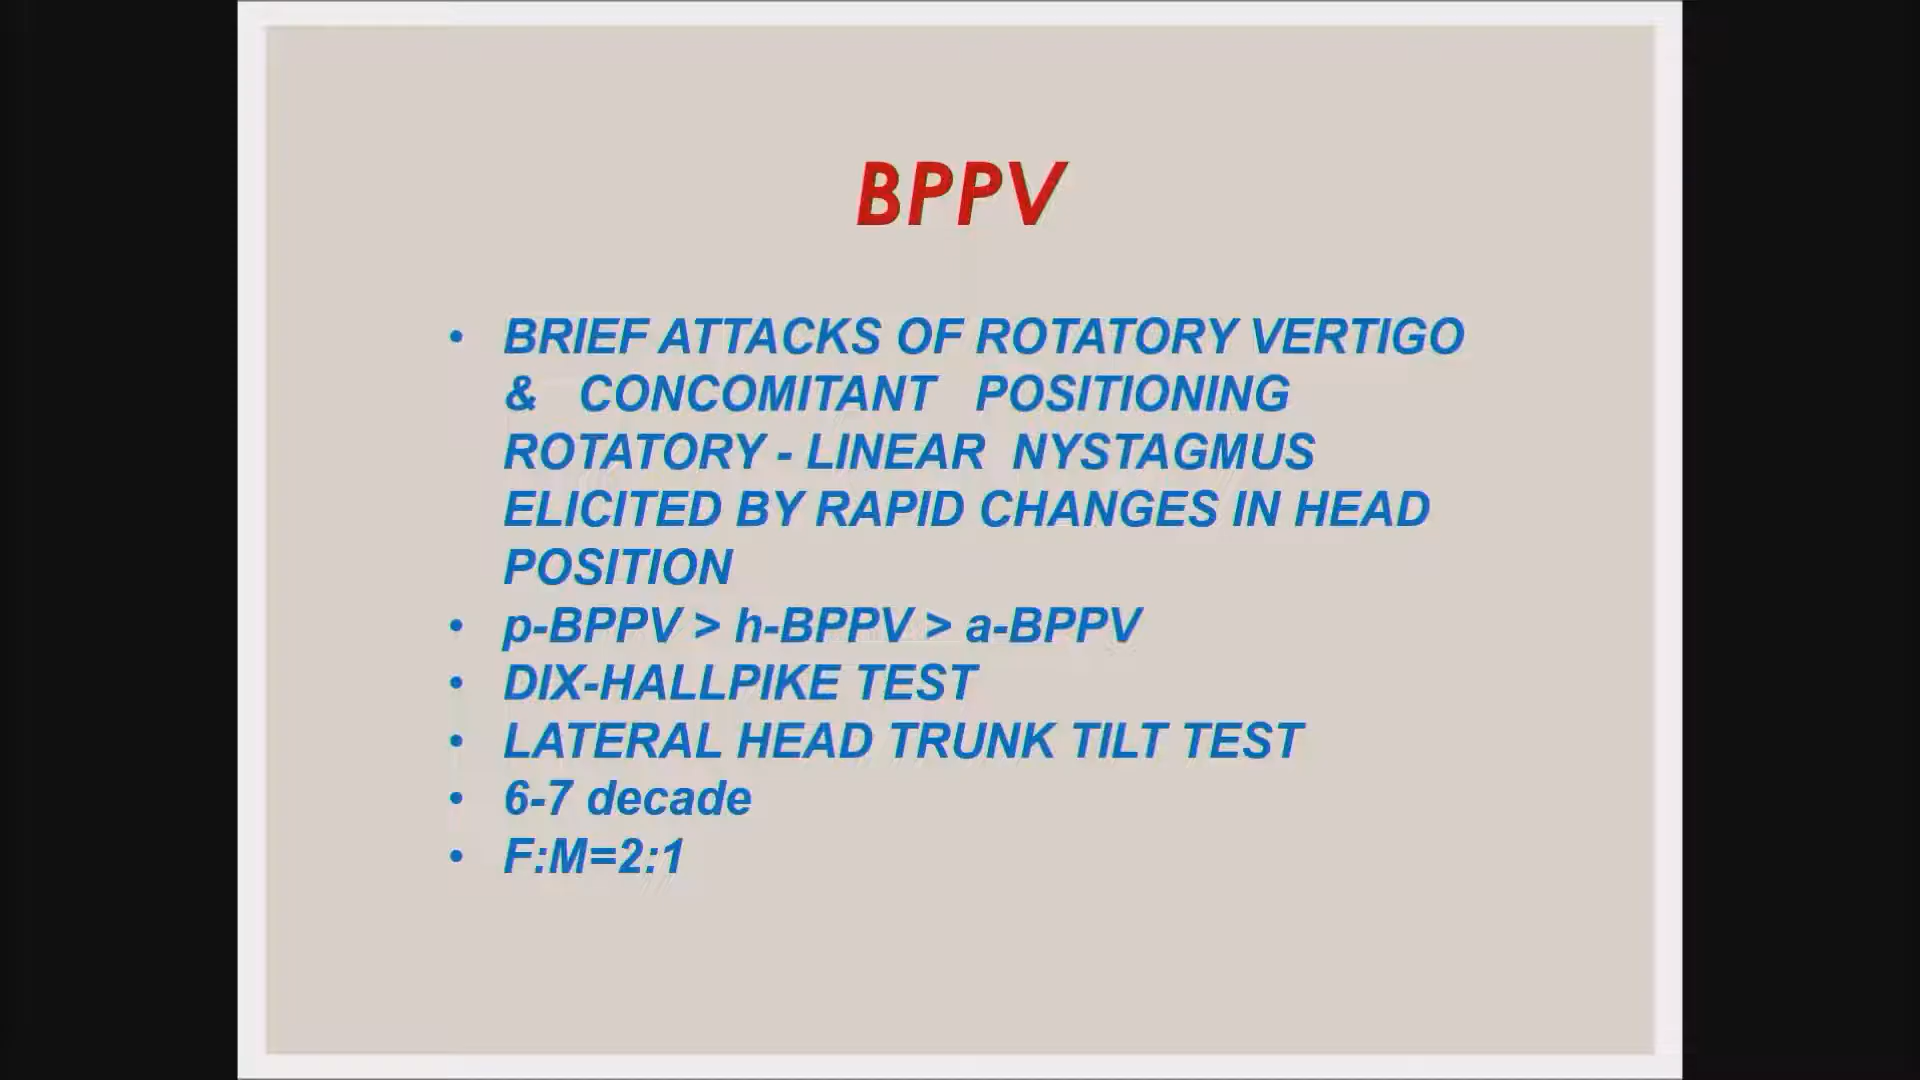 BPPV
• BRIEF ATTACKS OF ROTATORY VERTIGO
& CONCOMITANT POSITIONING
ROTATORY - LINEAR NYSTAGMUS
ELICITED BY RAPID CHANGES IN HEAD
POSITION
• p-BPPV > h-BPPV > a-BPPV
• DIX-HALLPIKE TEST
• LATERAL HEAD TRUNK TILT TEST
• 6-7 decade
• F:M=2:1